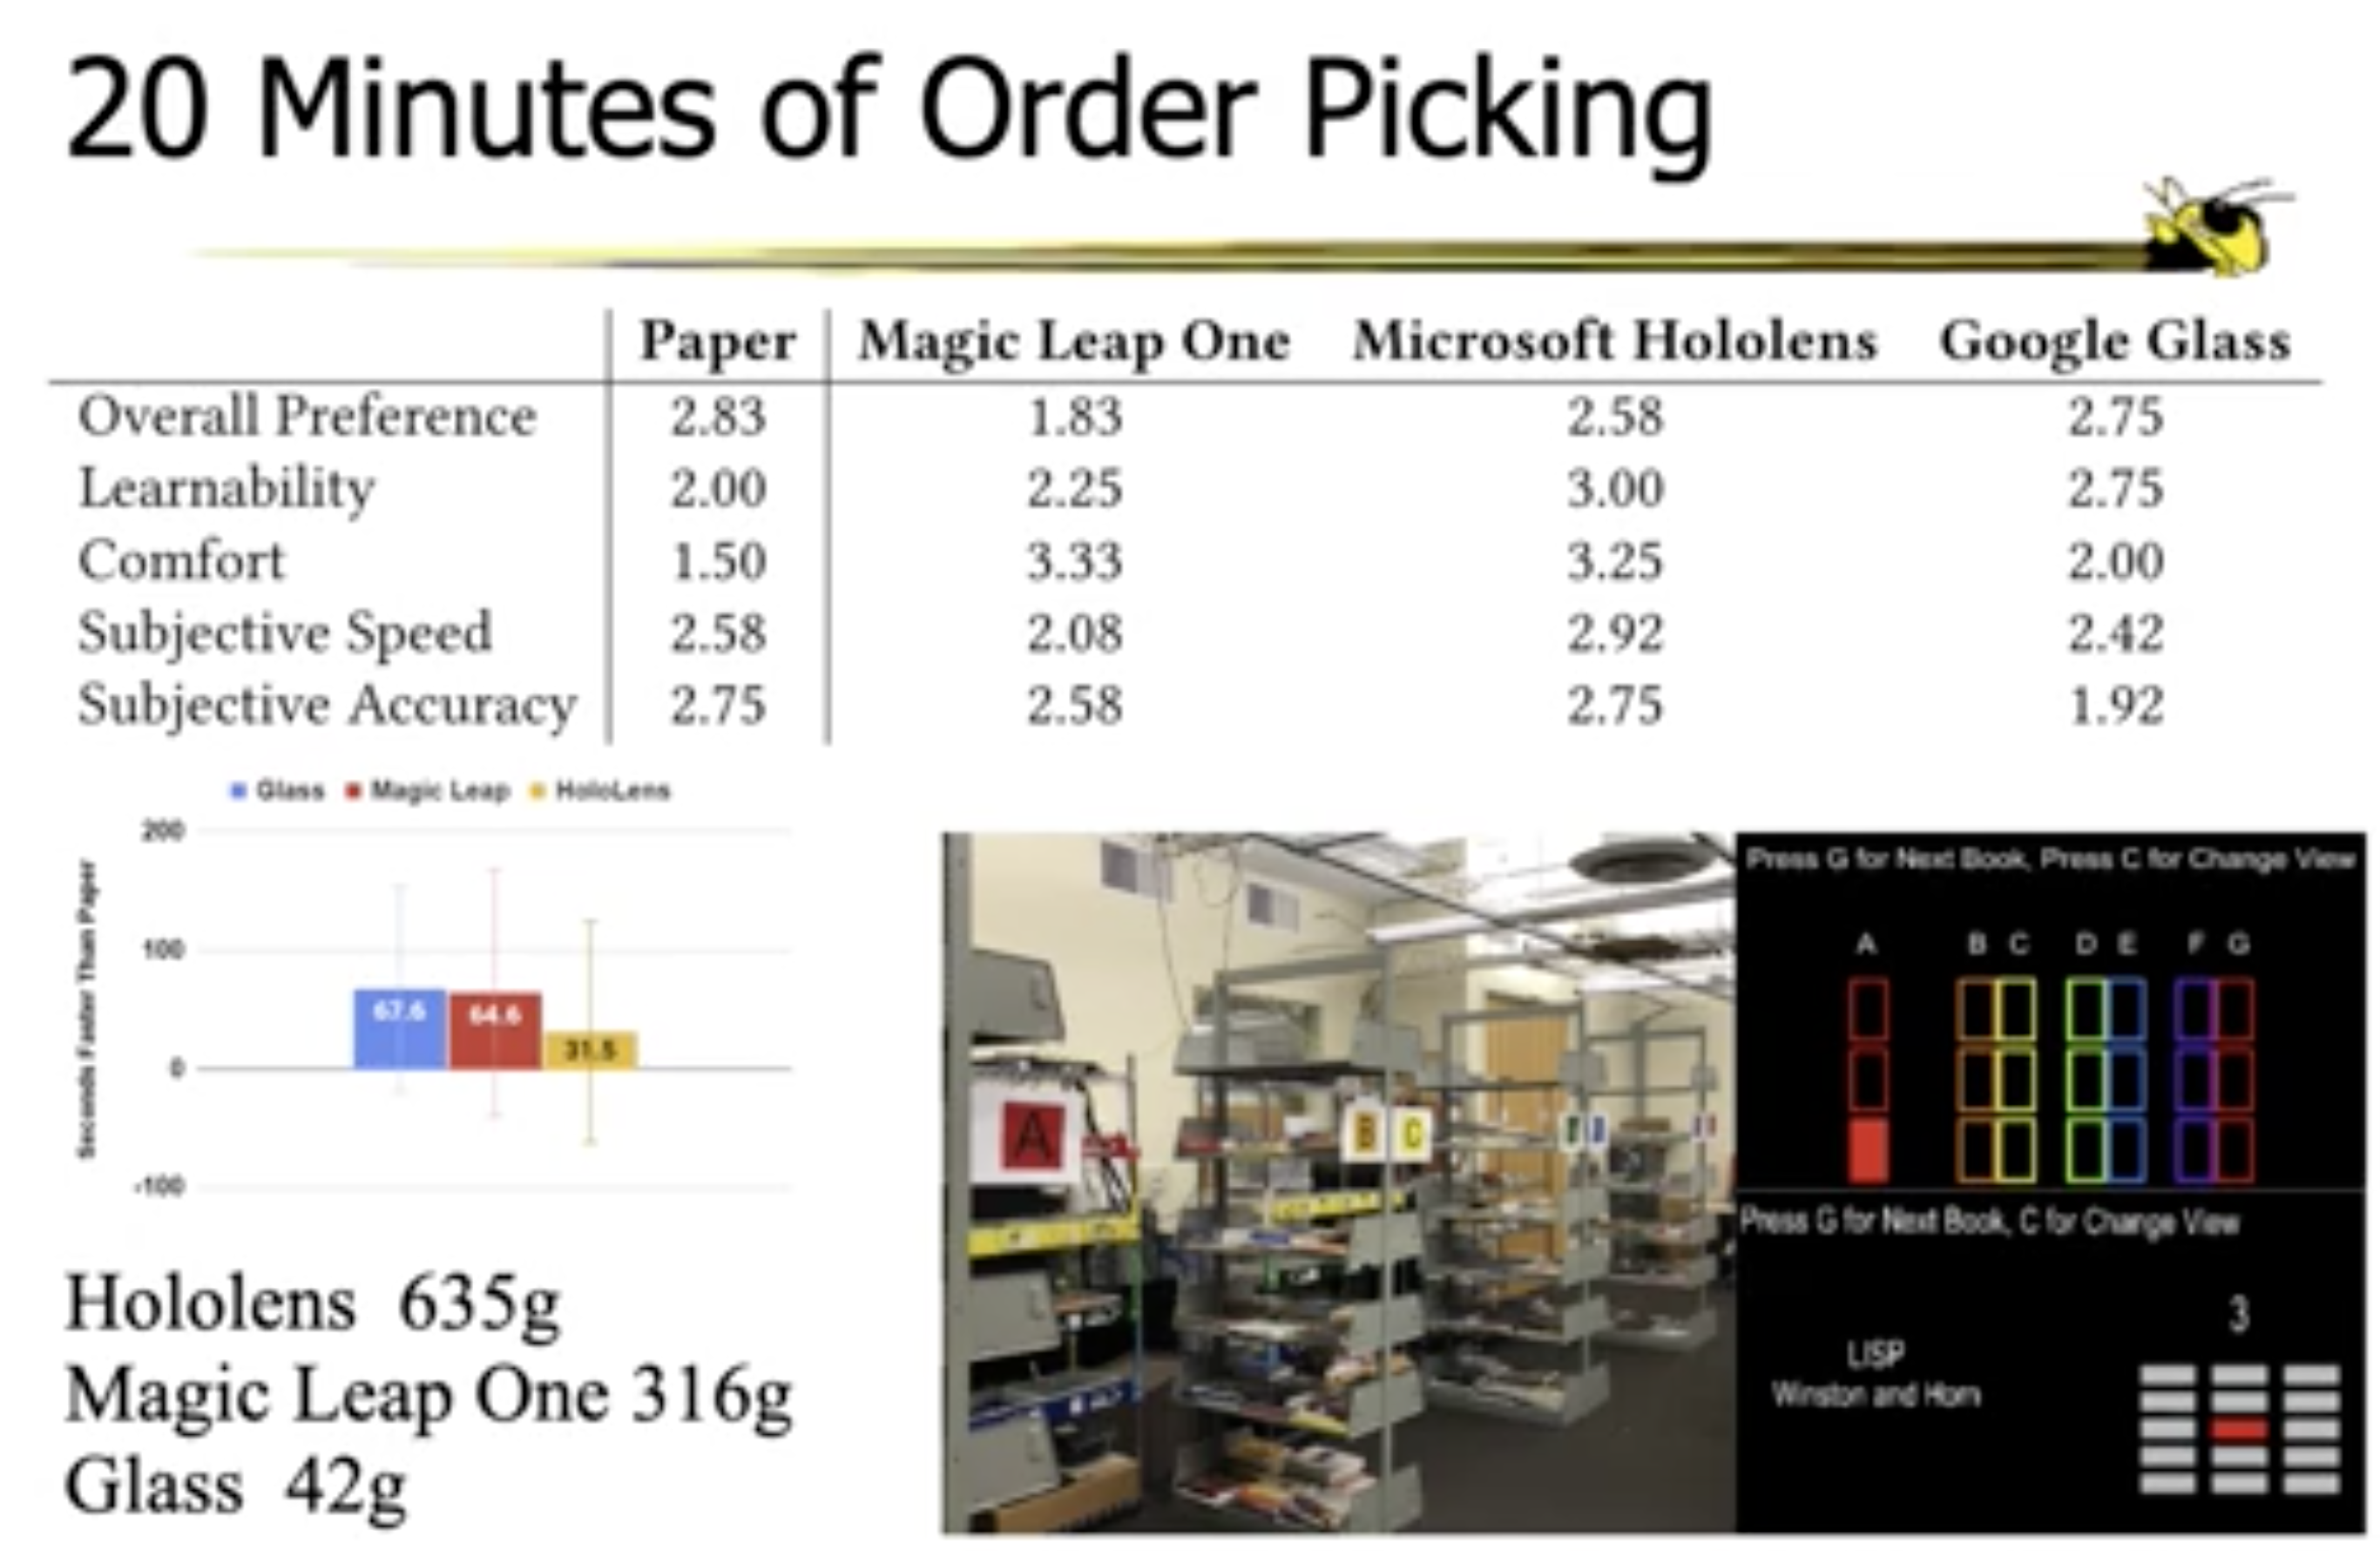 20 Minutes of Order Picking
Paper Magic Leap One Microsoft Hololens Google Glass
Overall Preference 2.83 1.83 2.58 2.75
Learnability 2.00 2.25 3.00 2.75
Comfort 1.50 3.33 3.25 2.00
Subjective Speed 2.58 2.08 2.92 2.42
Subjective Accuracy 2.75 2.58 2.75 1.92
Glass Magic Leap HoloLens
Seconds Faster Than Paper
200
100
0
-100
67.6 64.6 31.5
Hololens 635g
Magic Leap One 316g
Glass 42g
A
B C
Press G for Next Book, Press C for Change View
A B C D E F G
Press G for Next Book, C for Change View
3
LISP
Winston and Horn